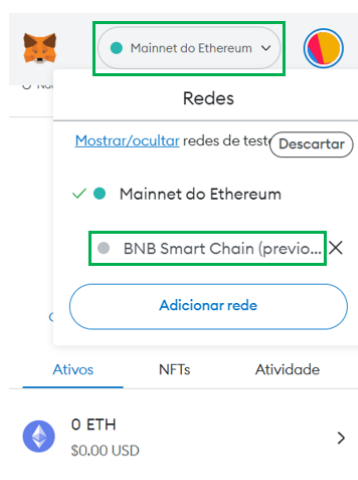 Mainnet do Ethereum
Redes
Mostrar/ocultar redes de test
Descartar
Mainnet do Ethereum
BNB Smart Chain (previo...
Adicionar rede
Ativos NFTs Atividade
0 ETH
$0.00 USD